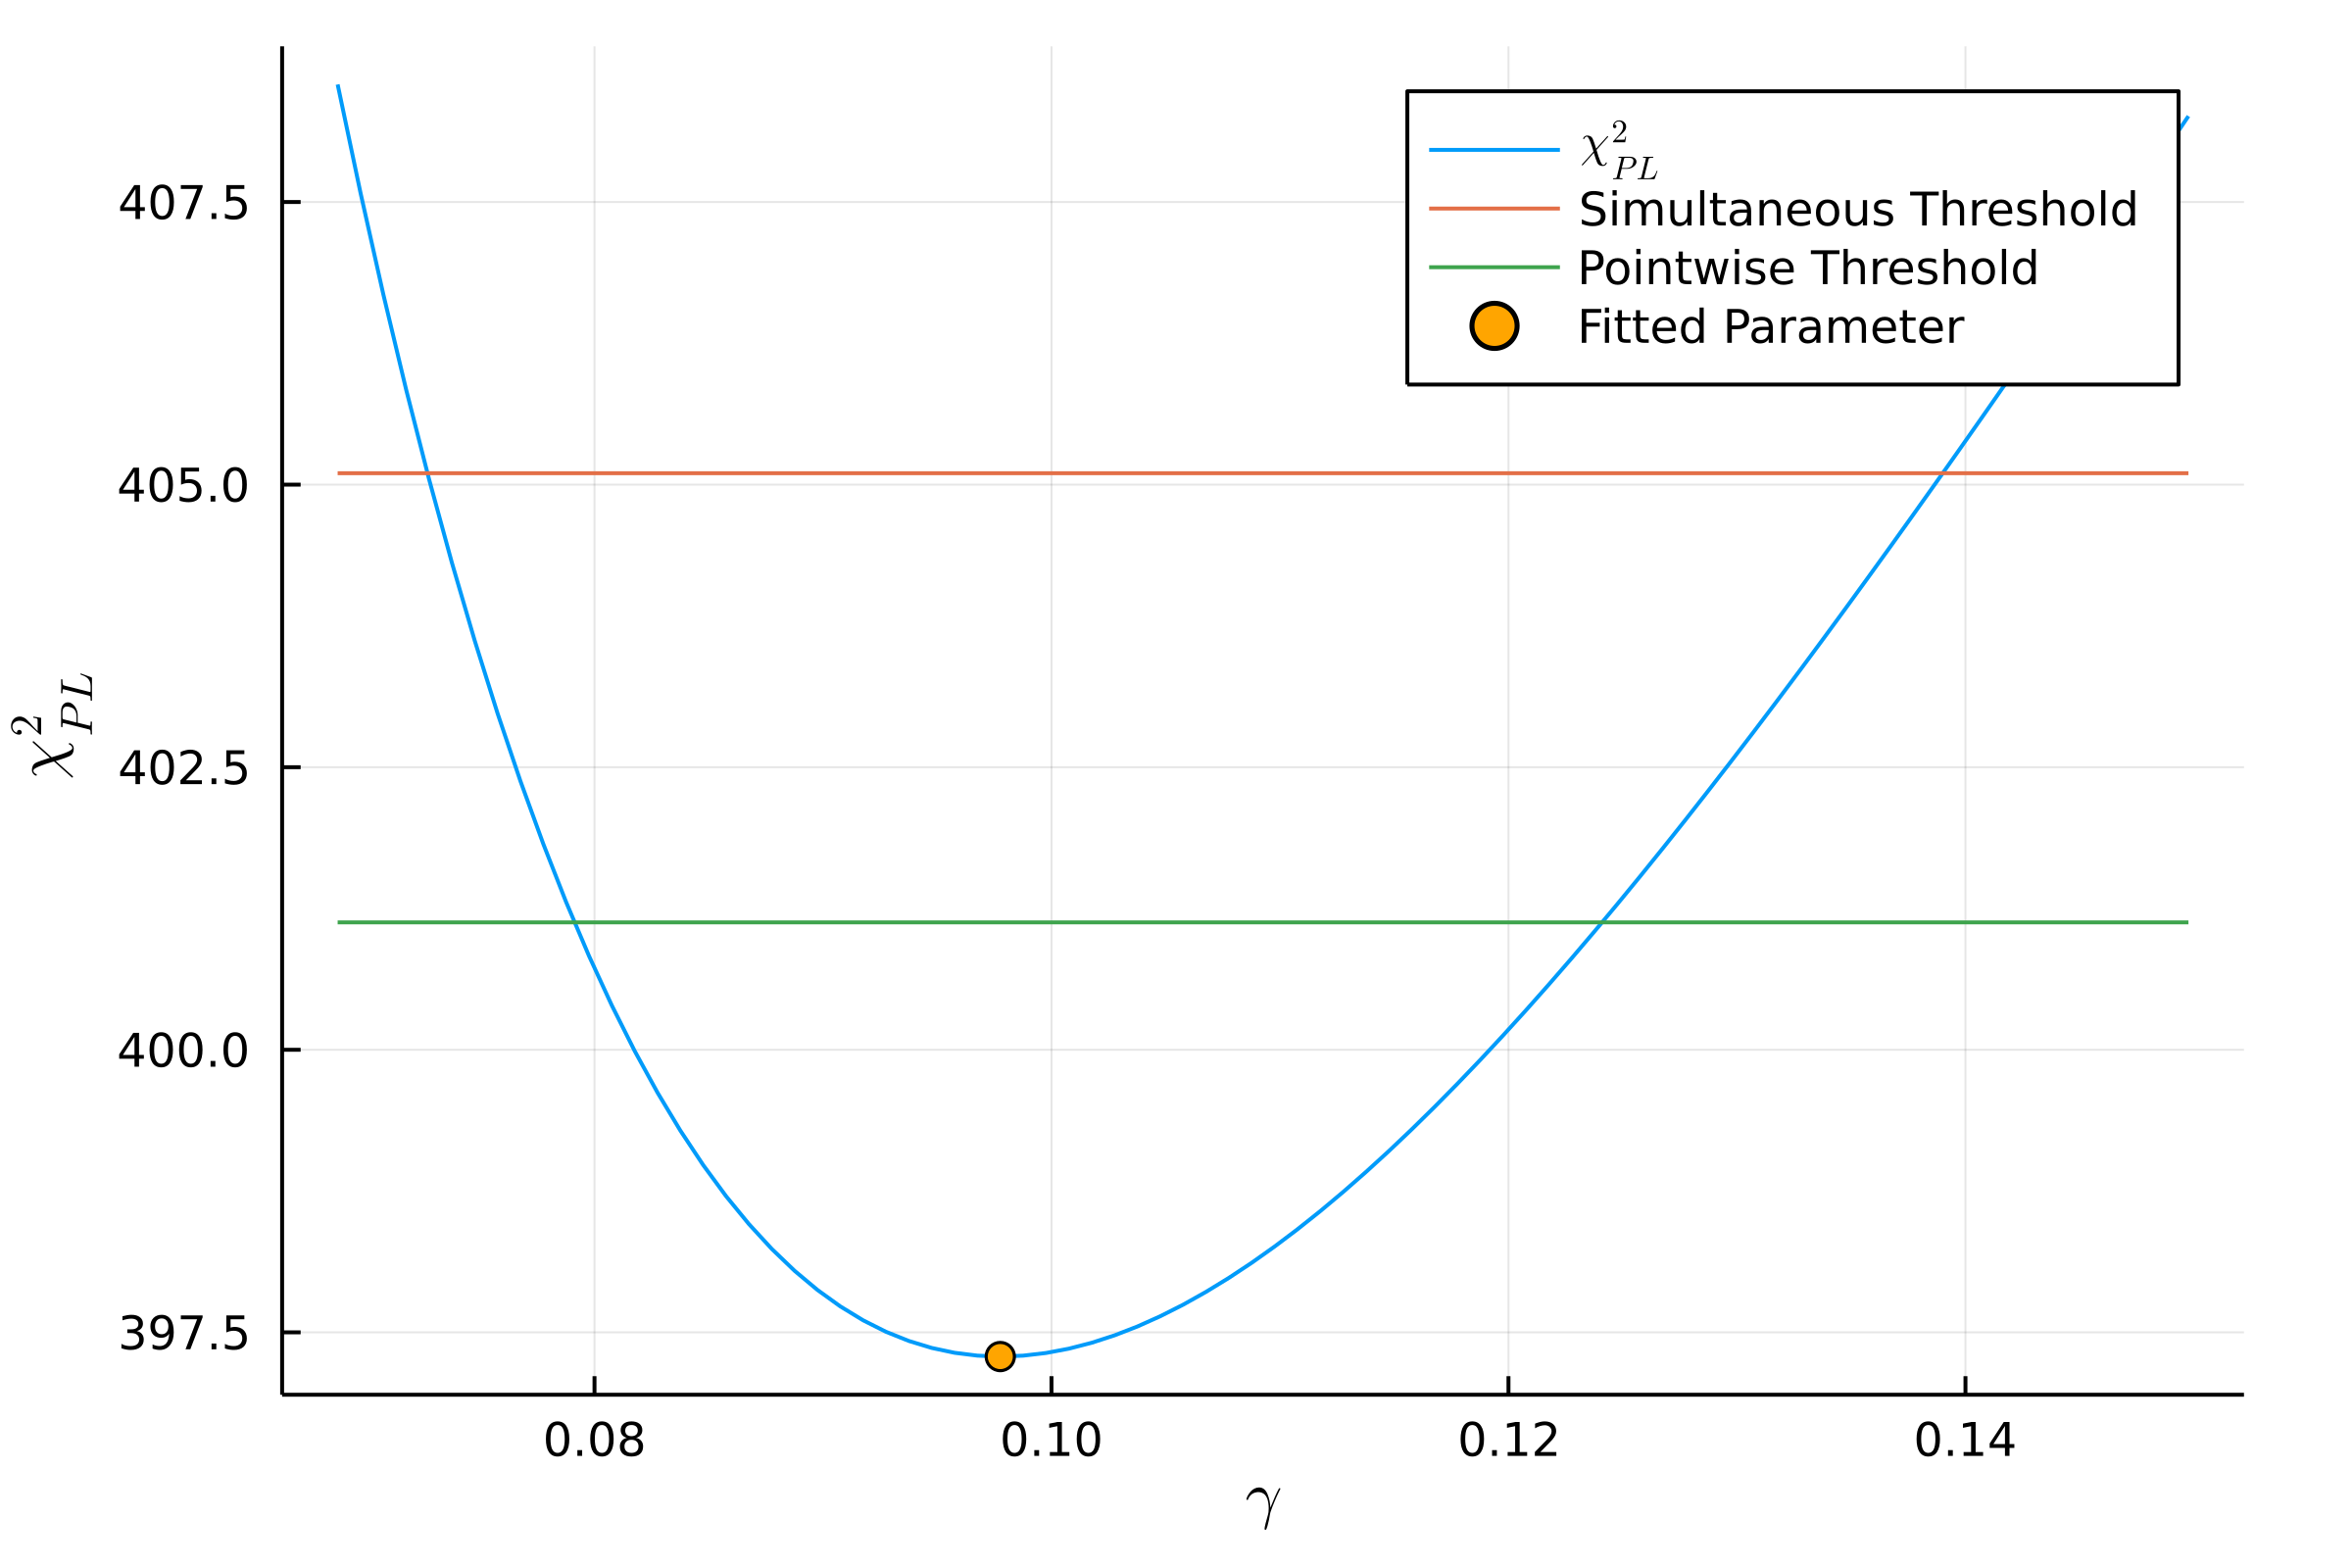 χ²_PL
Simultaneous Threshold
Pointwise Threshold
Fitted Parameter
407.5
405.0
402.5
400.0
397.5
χ²_PL
0.08 0.10 0.12 0.14
γ